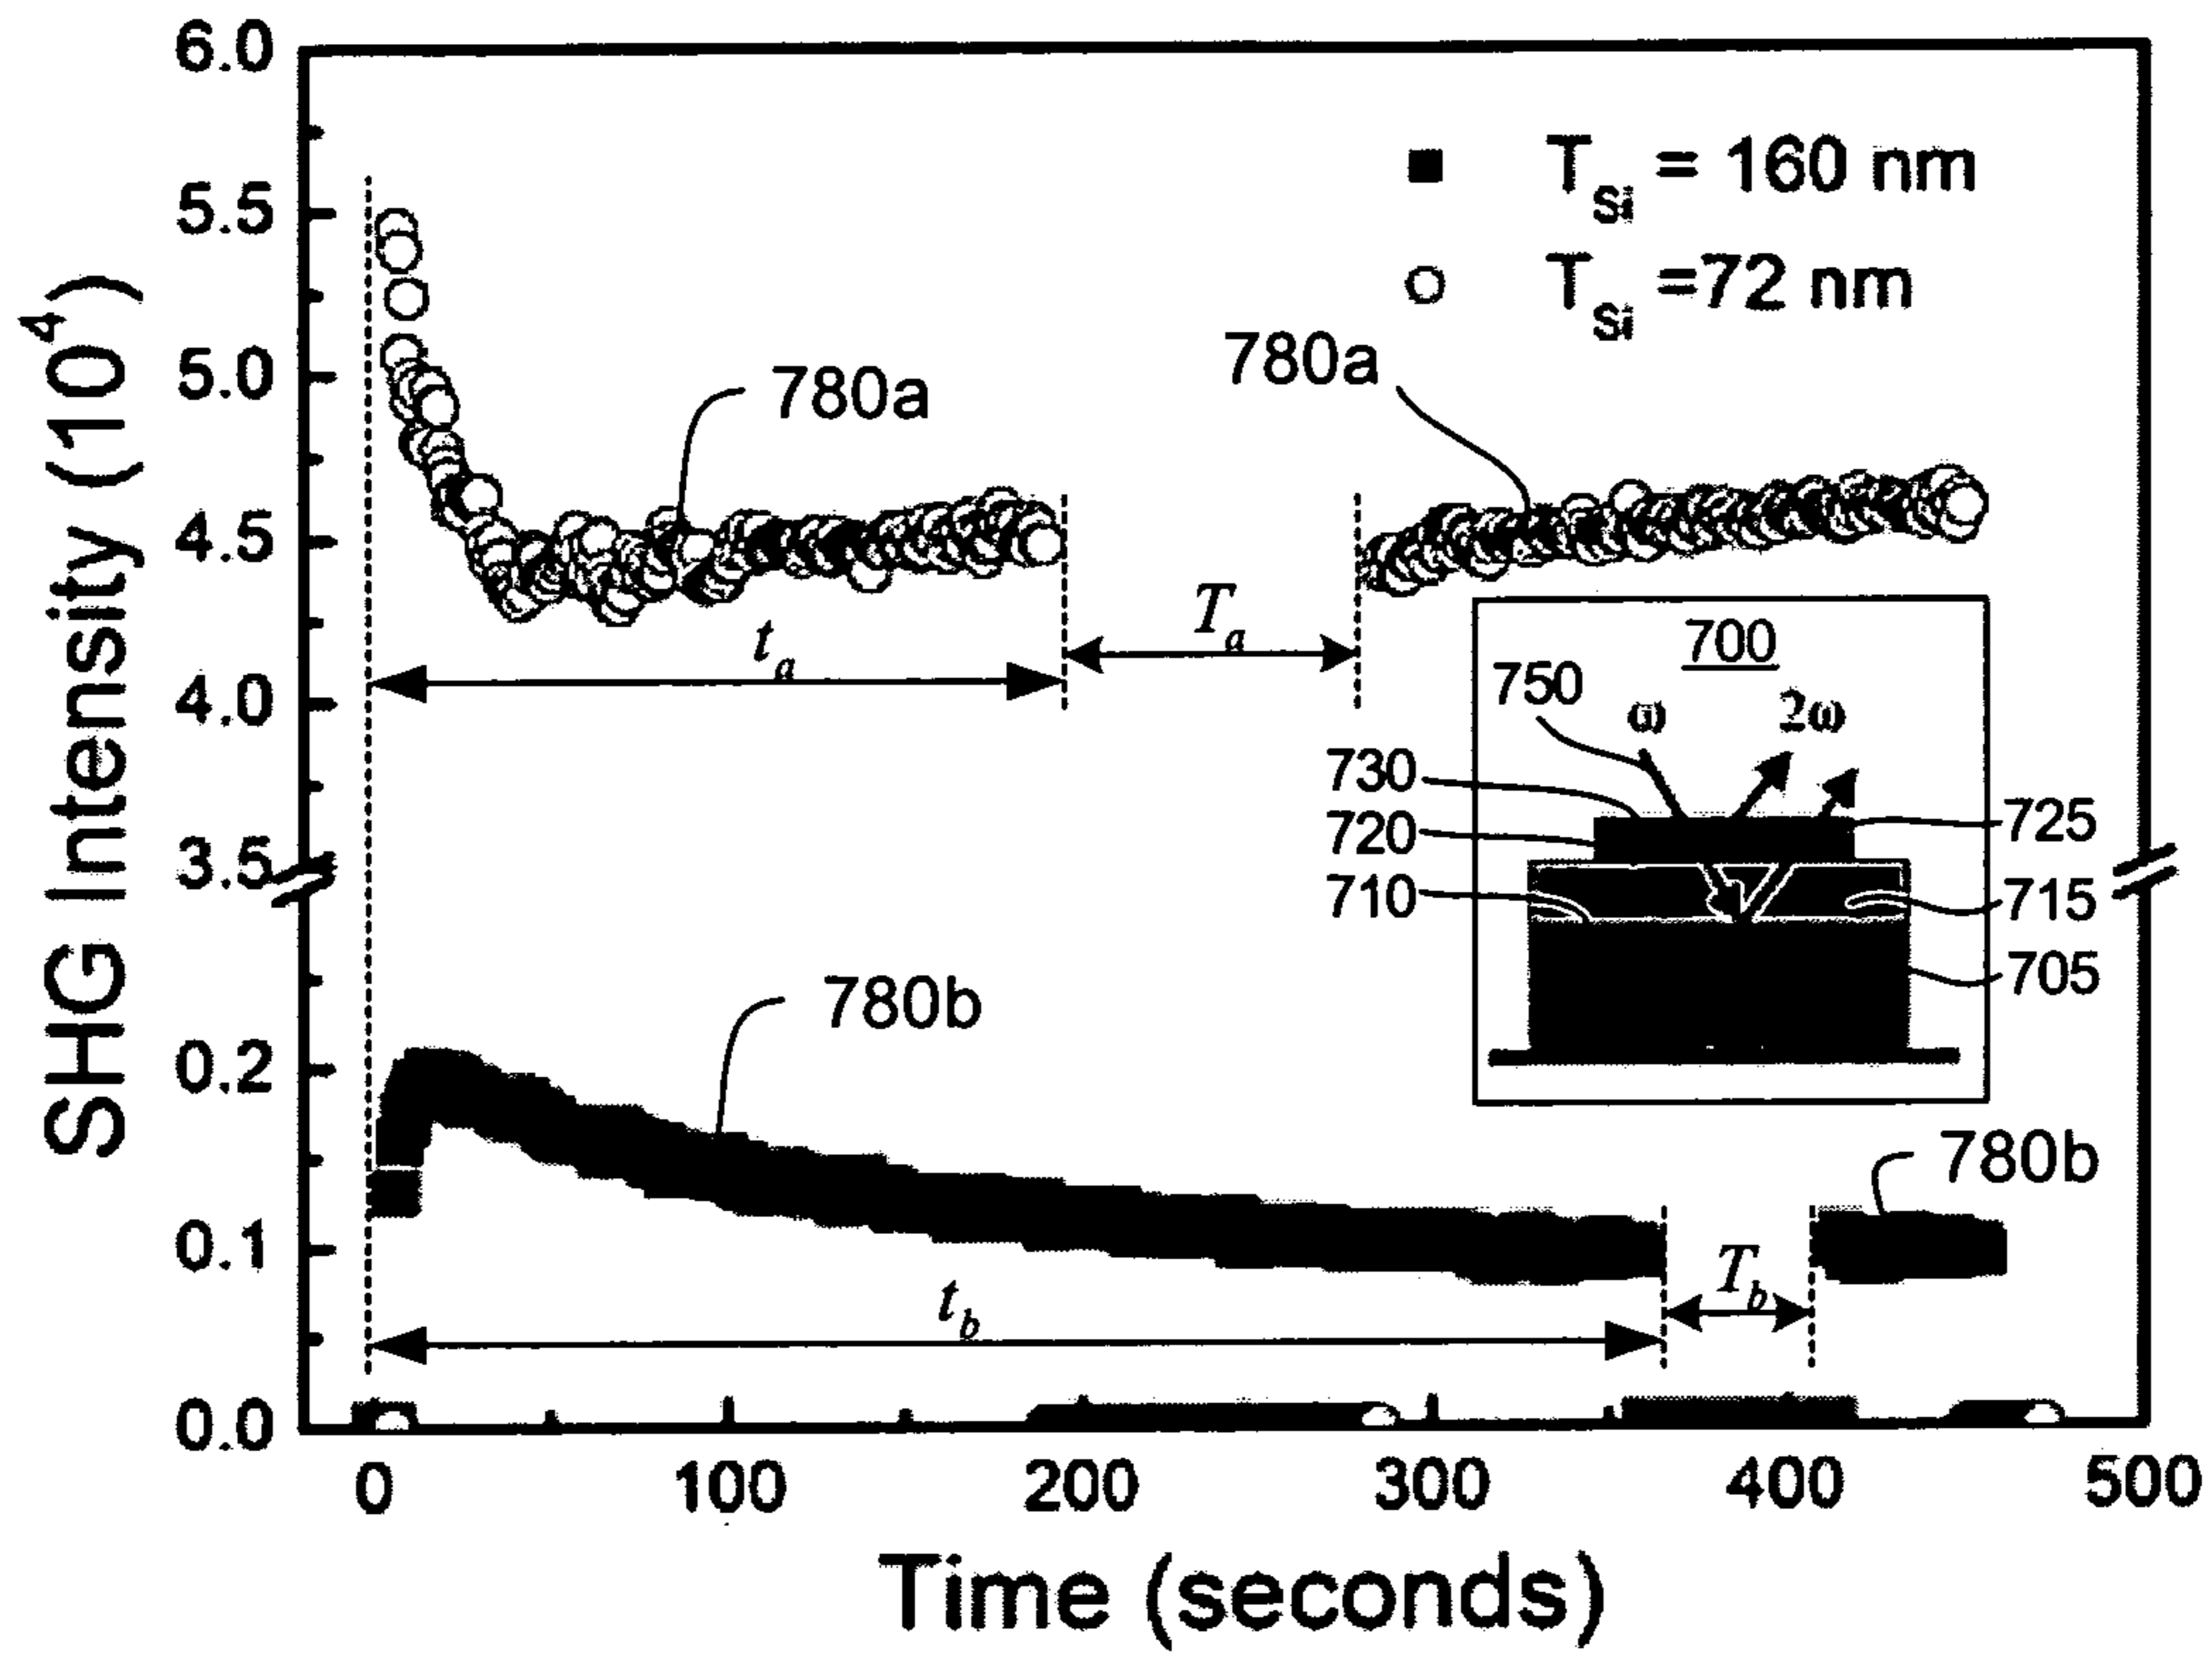 6.0
5.5
5.0
4.5
4.0
3.5
0.2
0.1
0.0
SHG Intensity (10⁴)
T_Si = 160 nm
T_Si =72 nm
780a
780a
t_a
T_a
700
750
ω
2ω
730
720
710
725
715
705
780b
780b
t_b
T_b
0
100
200
300
400
500
Time (seconds)